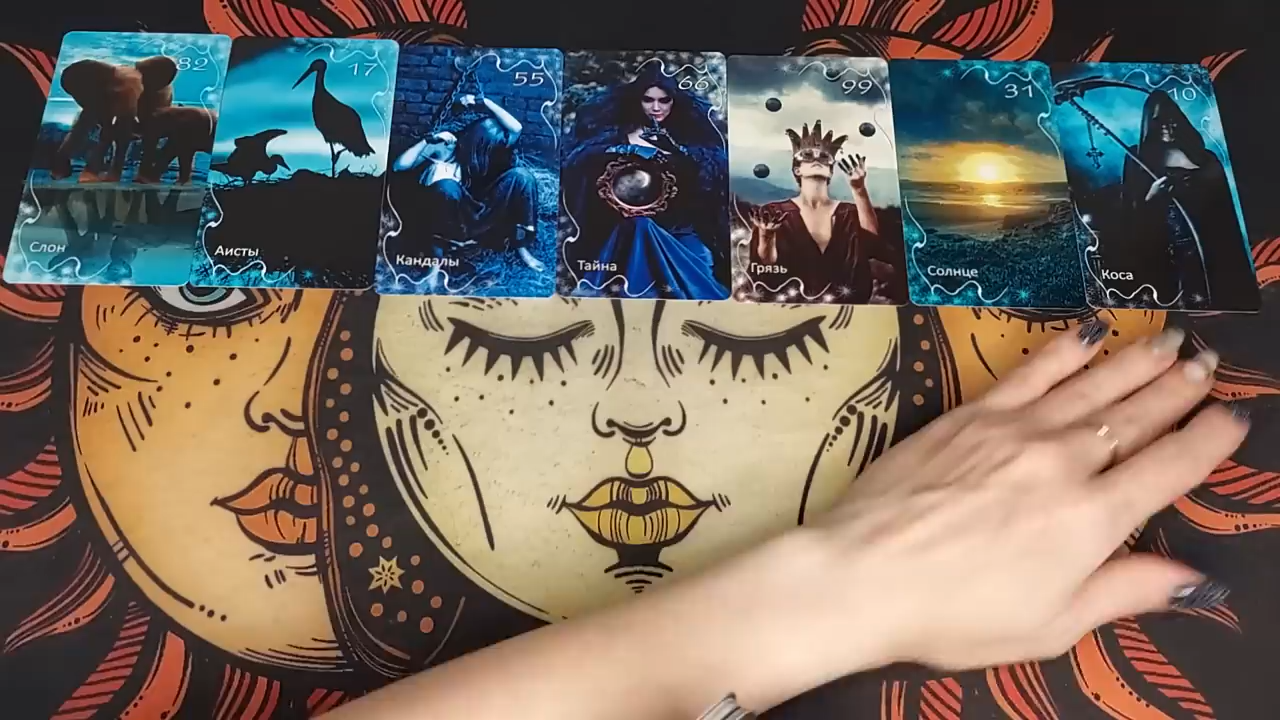 82
Слон
17
Аисты
55
Кандалы
66
Тайна
99
Грязь
31
Солнце
10
Коса